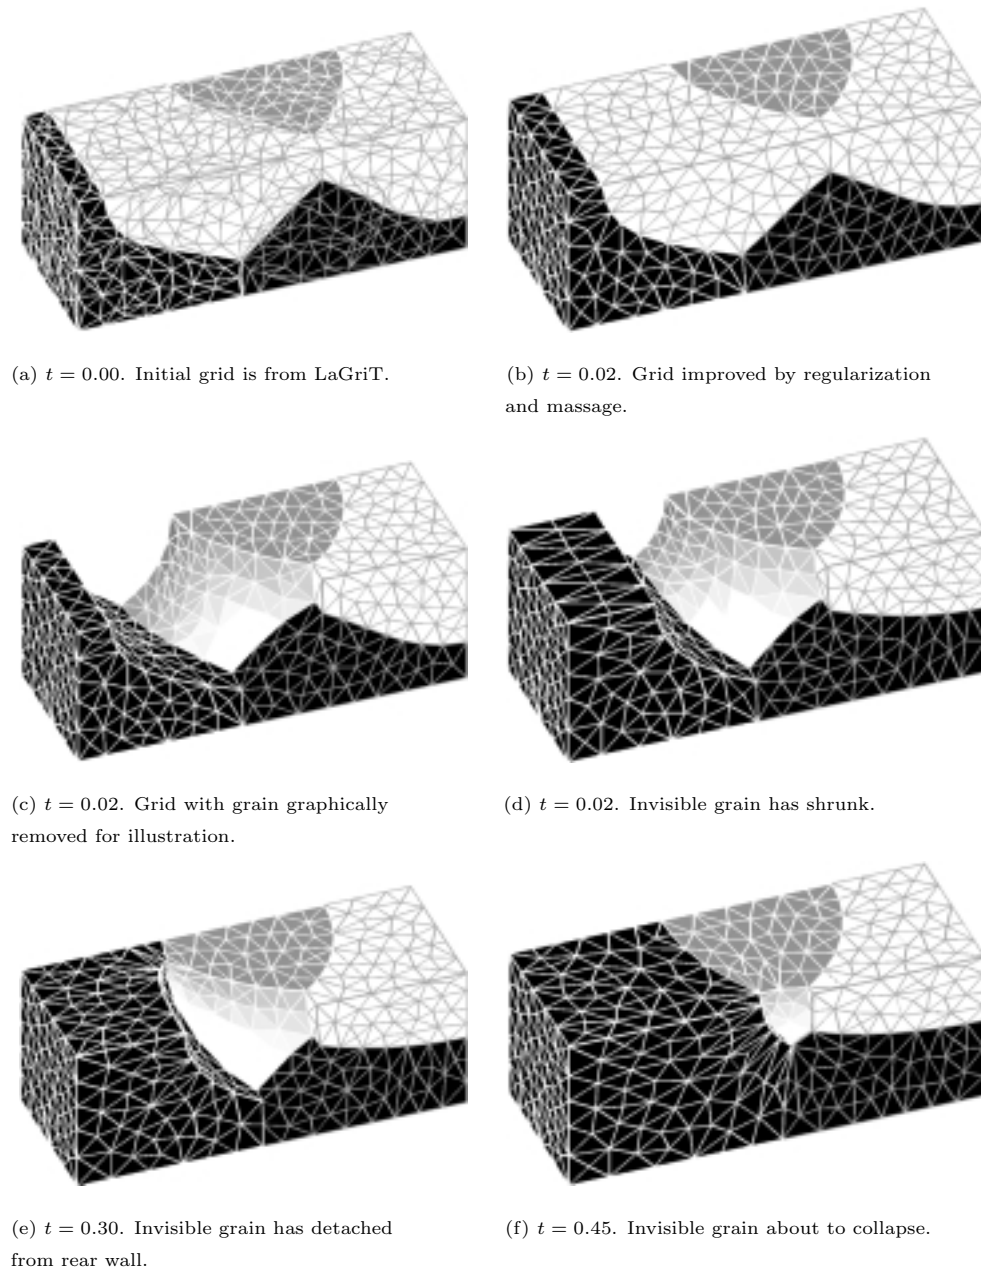 (a) t = 0.00. Initial grid is from LaGriT.
(b) t = 0.02. Grid improved by regularization
and massage.
(c) t = 0.02. Grid with grain graphically
removed for illustration.
(d) t = 0.02. Invisible grain has shrunk.
(e) t = 0.30. Invisible grain has detached
from rear wall.
(f) t = 0.45. Invisible grain about to collapse.